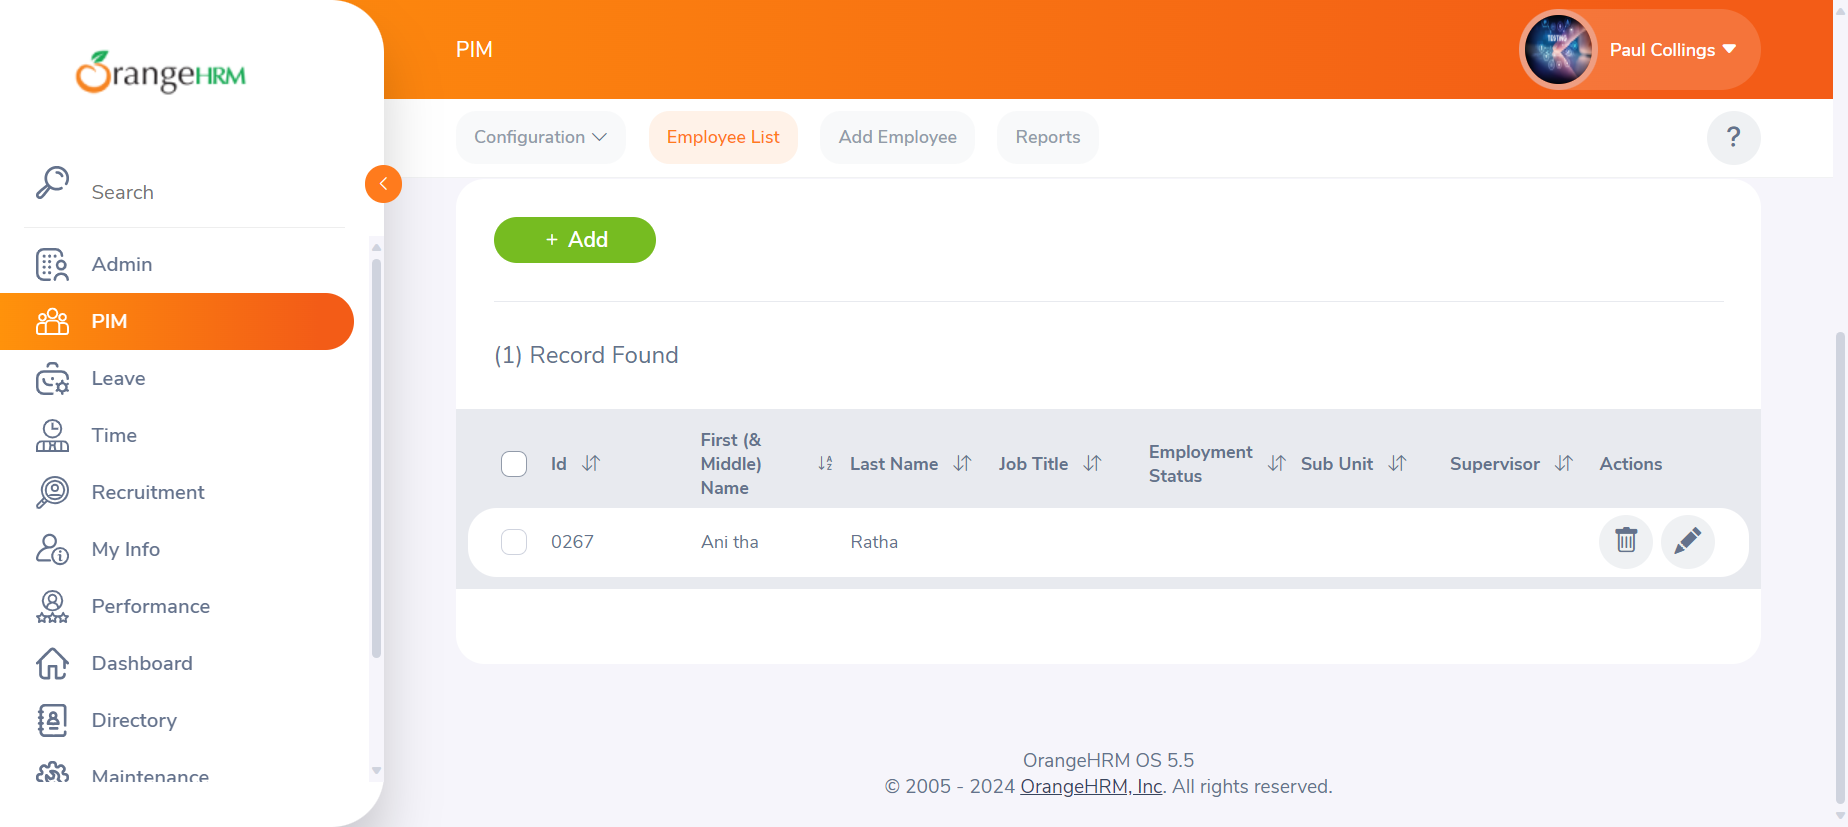 OrangeHRM
Search
Admin
PIM
Leave
Time
Recruitment
My Info
Performance
Dashboard
Directory
Maintenance
PIM
Paul Collings
Configuration
Employee List
Add Employee
Reports
?
+ Add
(1) Record Found
Id
First (&
Middle)
Name
Last Name
Job Title
Employment
Status
Sub Unit
Supervisor
Actions
0267
Ani tha
Ratha
OrangeHRM OS 5.5
© 2005 - 2024 OrangeHRM, Inc. All rights reserved.